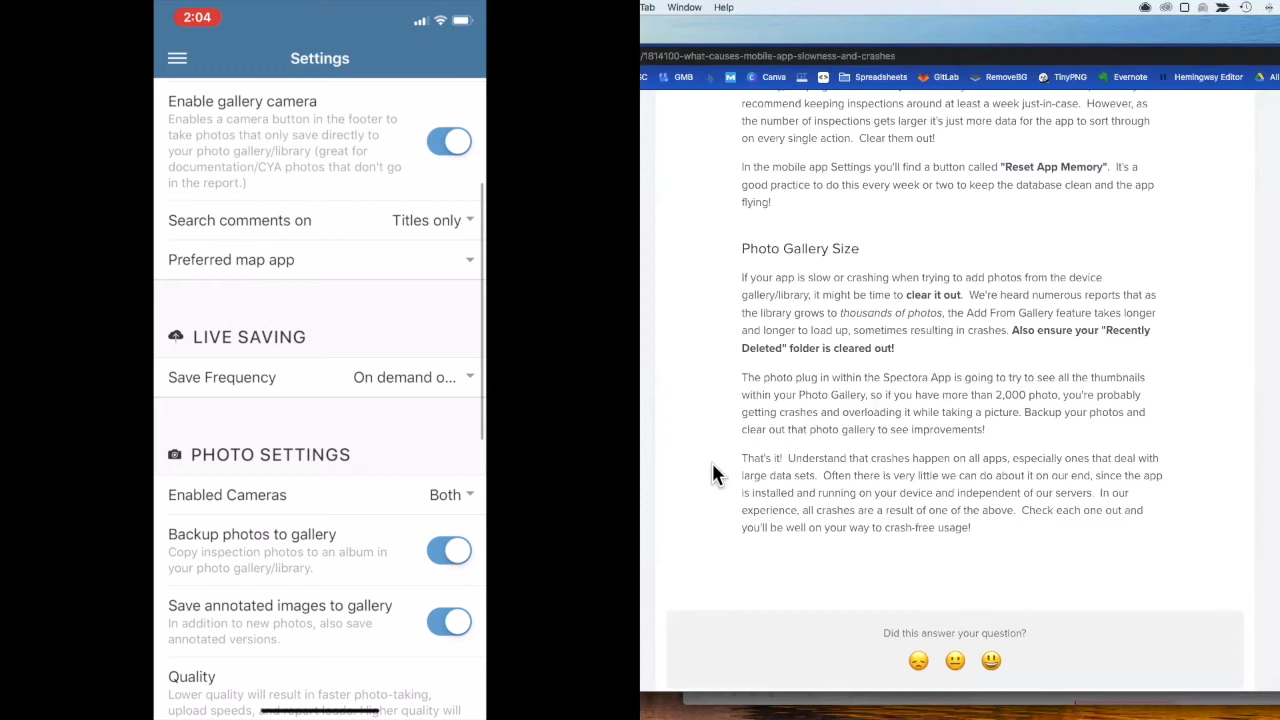 2:04
Settings
Enable gallery camera
Enables a camera button in the footer to
take photos that only save directly to
your photo gallery/library (great for
documentation/CYA photos that don't go
in the report.)
Search comments on Titles only
Preferred map app
LIVE SAVING
Save Frequency On demand o...
PHOTO SETTINGS
Enabled Cameras Both
Backup photos to gallery
Copy inspection photos to an album in
your photo gallery/library.
Save annotated images to gallery
In addition to new photos, also save
annotated versions.
Quality
Lower quality will result in faster photo-taking,
upload speeds, and report loads. Higher quality will
Tab Window Help
/1814100-what-causes-mobile-app-slowness-and-crashes
GC GMB Canva Spreadsheets GitLab RemoveBG TinyPNG Evernote Hemingway Editor All
recommend keeping inspections around at least a week just-in-case. However, as
the number of inspections gets larger it's just more data for the app to sort through
on every single action. Clear them out!
In the mobile app Settings you'll find a button called "Reset App Memory". It's a
good practice to do this every week or two to keep the database clean and the app
flying!
Photo Gallery Size
If your app is slow or crashing when trying to add photos from the device
gallery/library, it might be time to clear it out. We're heard numerous reports that as
the library grows to thousands of photos, the Add From Gallery feature takes longer
and longer to load up, sometimes resulting in crashes. Also ensure your "Recently
Deleted" folder is cleared out!
The photo plug in within the Spectora App is going to try to see all the thumbnails
within your Photo Gallery, so if you have more than 2,000 photo, you're probably
getting crashes and overloading it while taking a picture. Backup your photos and
clear out that photo gallery to see improvements!
That's it! Understand that crashes happen on all apps, especially ones that deal with
large data sets. Often there is very little we can do about it on our end, since the app
is installed and running on your device and independent of our servers. In our
experience, all crashes are a result of one of the above. Check each one out and
you'll be well on your way to crash-free usage!
Did this answer your question?